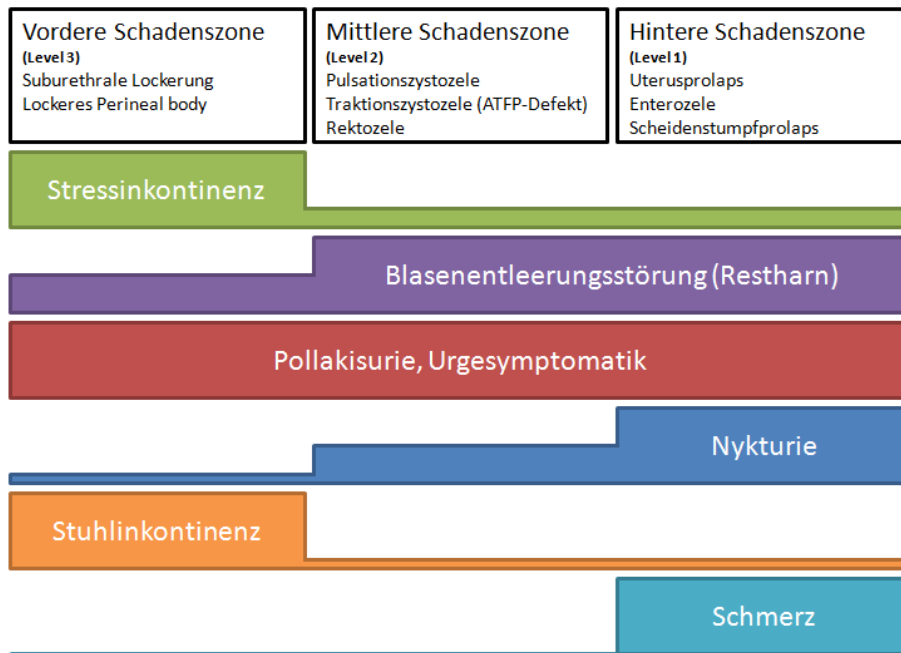 Vordere Schadenszone
(Level 3)
Suburethrale Lockerung
Lockeres Perineal body
Mittlere Schadenszone
(Level 2)
Pulsationszystozele
Traktionszystozele (ATFP-Defekt)
Rektozele
Hintere Schadenszone
(Level 1)
Uterusprolaps
Enterozele
Scheidenstumpfprolaps
Stressinkontinenz
Blasenentleerungsstörung (Restharn)
Pollakisurie, Urgesymptomatik
Nykturie
Stuhlinkontinenz
Schmerz